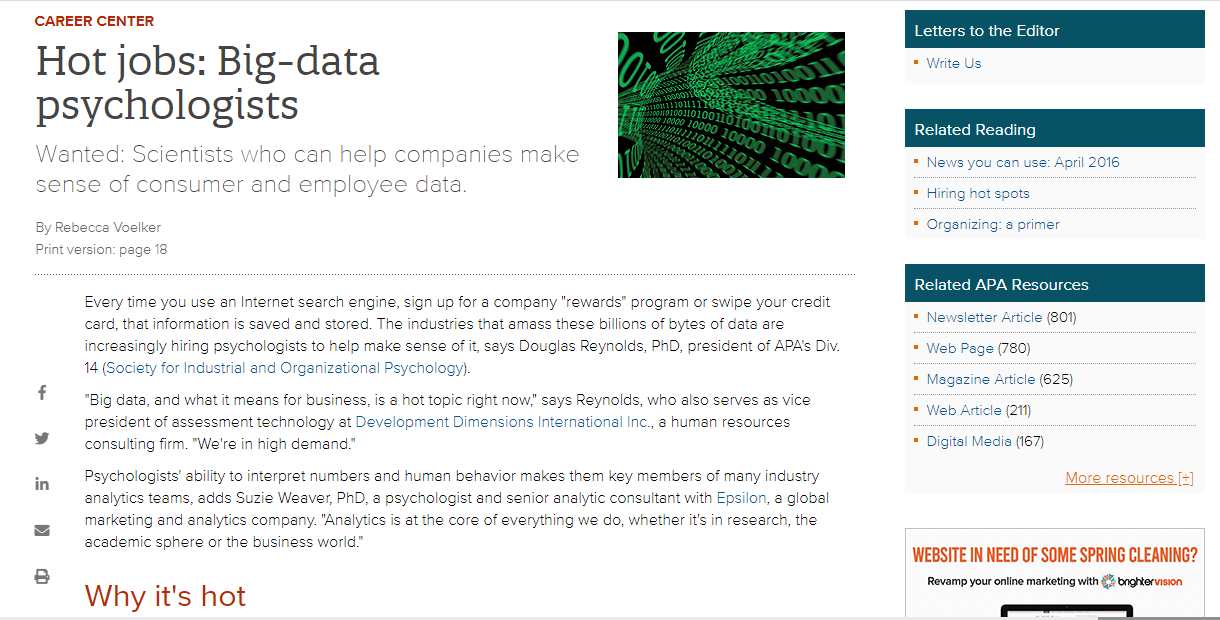 CAREER CENTER
Hot jobs: Big-data
psychologists
Wanted: Scientists who can help companies make
sense of consumer and employee data.
By Rebecca Voelker
Print version: page 18
Every time you use an Internet search engine, sign up for a company "rewards" program or swipe your credit
card, that information is saved and stored. The industries that amass these billions of bytes of data are
increasingly hiring psychologists to help make sense of it, says Douglas Reynolds, PhD, president of APA's Div.
14 (Society for Industrial and Organizational Psychology).
"Big data, and what it means for business, is a hot topic right now," says Reynolds, who also serves as vice
president of assessment technology at Development Dimensions International Inc., a human resources
consulting firm. "We're in high demand."
Psychologists' ability to interpret numbers and human behavior makes them key members of many industry
analytics teams, adds Suzie Weaver, PhD, a psychologist and senior analytic consultant with Epsilon, a global
marketing and analytics company. "Analytics is at the core of everything we do, whether it's in research, the
academic sphere or the business world."
Why it's hot
Letters to the Editor
Write Us
Related Reading
News you can use: April 2016
Hiring hot spots
Organizing: a primer
Related APA Resources
Newsletter Article (801)
Web Page (780)
Magazine Article (625)
Web Article (211)
Digital Media (167)
More resources [+]
WEBSITE IN NEED OF SOME SPRING CLEANING?
Revamp your online marketing with brightervision